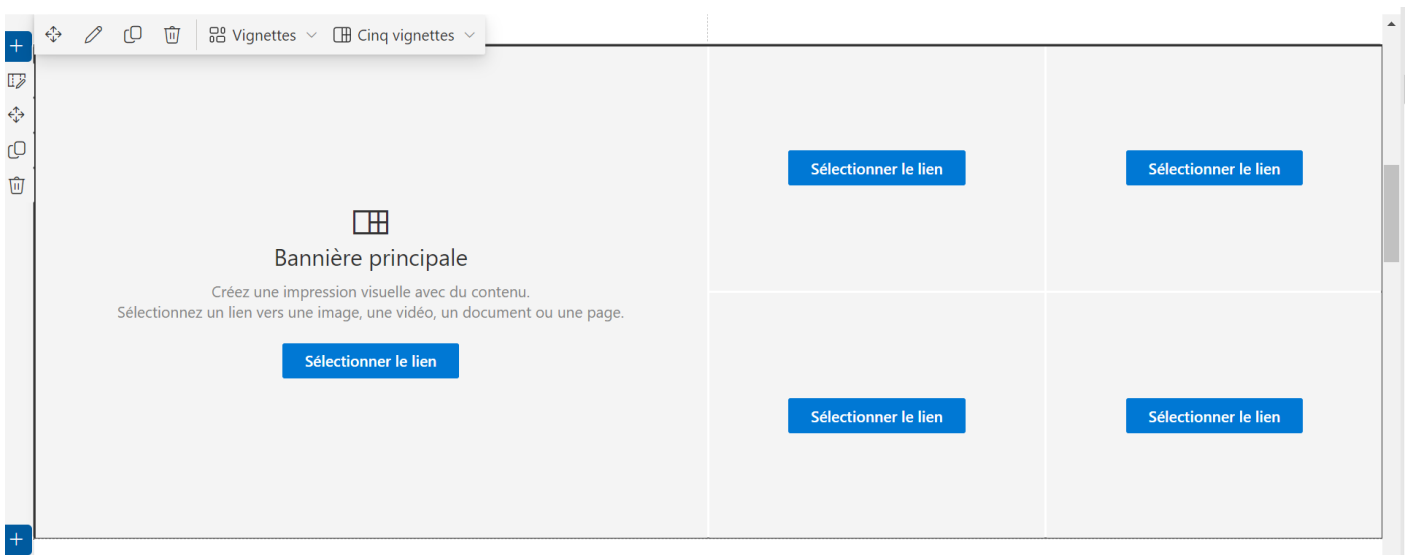 Vignettes
Cinq vignettes
Bannière principale
Créez une impression visuelle avec du contenu.
Sélectionnez un lien vers une image, une vidéo, un document ou une page.
Sélectionner le lien
Sélectionner le lien
Sélectionner le lien
Sélectionner le lien
Sélectionner le lien